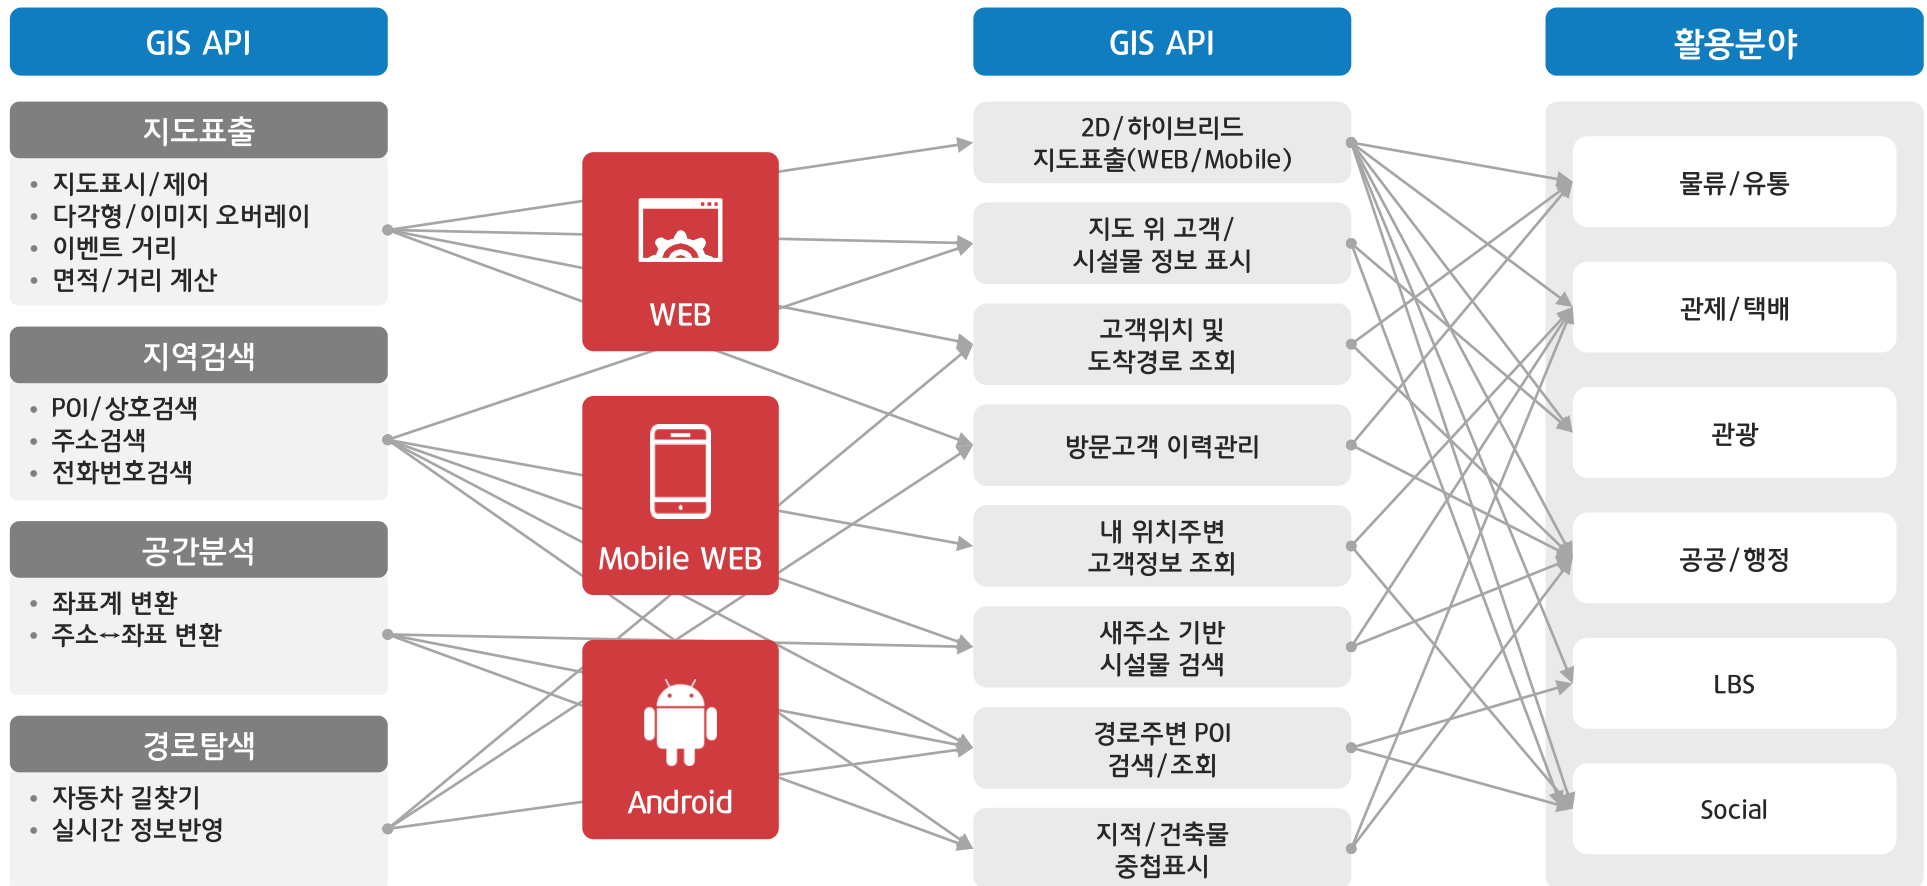 GIS API
지도표출
• 지도표시/제어
• 다각형/이미지 오버레이
• 이벤트 거리
• 면적/거리 계산
지역검색
• POI/상호검색
• 주소검색
• 전화번호검색
공간분석
• 좌표계 변환
• 주소↔좌표 변환
경로탐색
• 자동차 길찾기
• 실시간 정보반영
WEB
Mobile WEB
Android
GIS API
2D/하이브리드
지도표출(WEB/Mobile)
지도 위 고객/
시설물 정보 표시
고객위치 및
도착경로 조회
방문고객 이력관리
내 위치주변
고객정보 조회
새주소 기반
시설물 검색
경로주변 POI
검색/조회
지적/건축물
중첩표시
활용분야
물류/유통
관제/택배
관광
공공/행정
LBS
Social